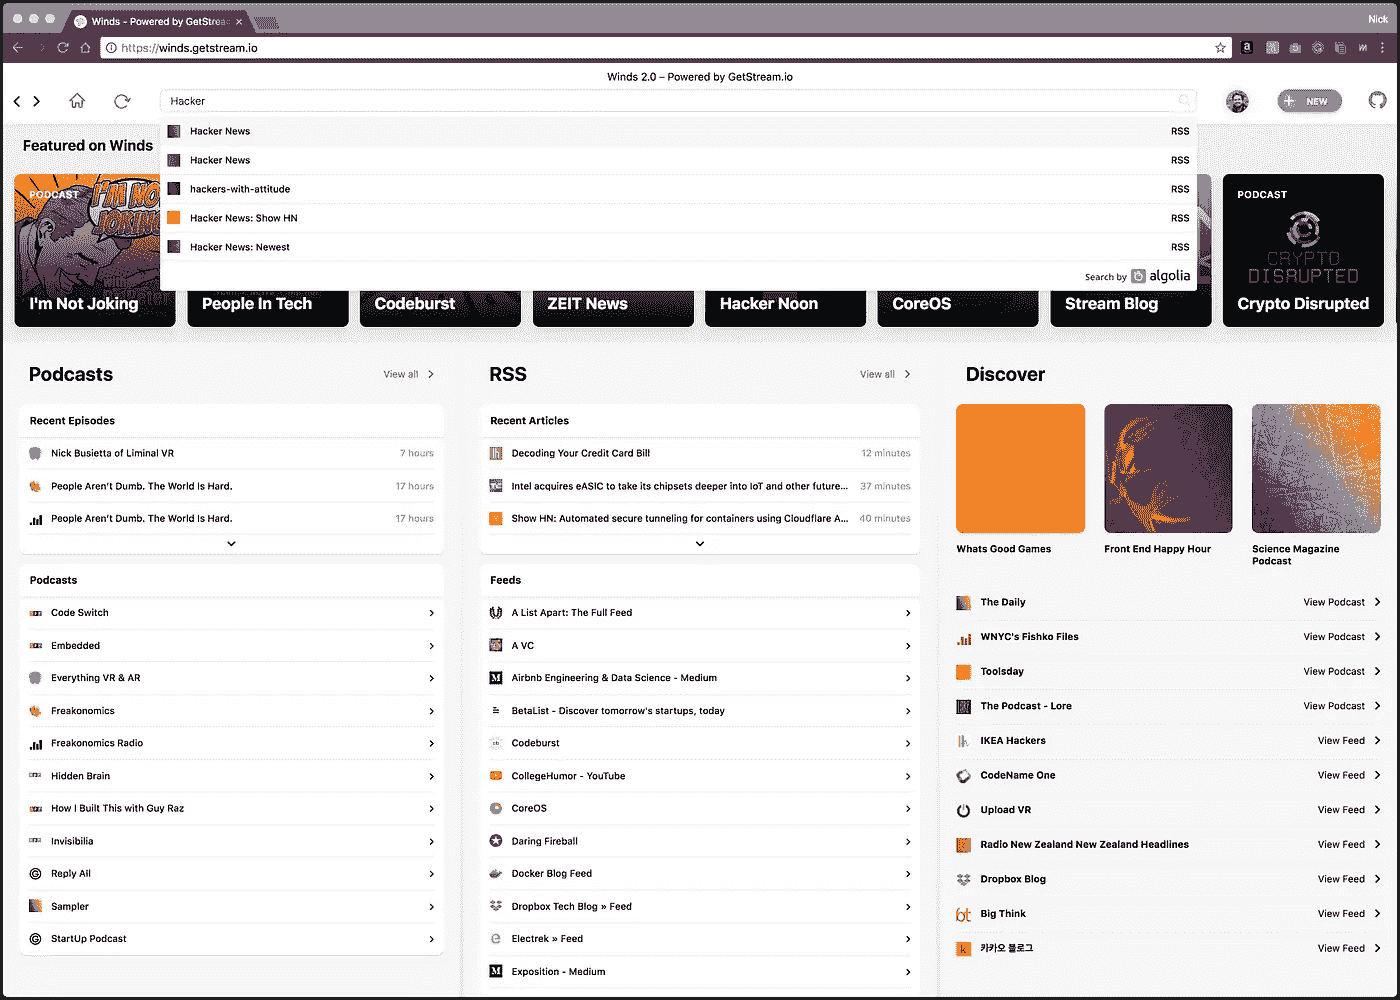 Winds - Powered by GetStrea
Nick
https://winds.getstream.io
Winds 2.0 – Powered by GetStream.io
Hacker
NEW
Hacker News RSS
Hacker News RSS
hackers-with-attitude RSS
Hacker News: Show HN RSS
Hacker News: Newest RSS
Search by algolia
Featured on Winds
PODCAST
I'M NO
JOKING
I'm Not Joking
People In Tech
Codeburst
ZEIT News
Hacker Noon
CoreOS
Stream Blog
PODCAST
CRYPTO
DISRUPTED
Crypto Disrupted
Podcasts View all
Recent Episodes
Nick Busietta of Liminal VR 7 hours
People Aren't Dumb. The World Is Hard. 17 hours
People Aren't Dumb. The World Is Hard. 17 hours
Podcasts
Code Switch
Embedded
Everything VR & AR
Freakonomics
Freakonomics Radio
Hidden Brain
How I Built This with Guy Raz
Invisibilia
Reply All
Sampler
StartUp Podcast
RSS View all
Recent Articles
Decoding Your Credit Card Bill 12 minutes
Intel acquires eASIC to take its chipsets deeper into IoT and other future... 37 minutes
Show HN: Automated secure tunneling for containers using Cloudflare A... 40 minutes
Feeds
A List Apart: The Full Feed
A VC
Airbnb Engineering & Data Science - Medium
BetaList - Discover tomorrow's startups, today
Codeburst
CollegeHumor - YouTube
CoreOS
Daring Fireball
Docker Blog Feed
Dropbox Tech Blog » Feed
Electrek » Feed
Exposition - Medium
Discover
Whats Good Games
Front End Happy Hour
Science Magazine
Podcast
The Daily View Podcast
WNYC's Fishko Files View Podcast
Toolsday View Podcast
The Podcast - Lore View Podcast
IKEA Hackers View Feed
CodeName One View Feed
Upload VR View Feed
Radio New Zealand New Zealand Headlines View Feed
Dropbox Blog View Feed
Big Think View Feed
카카오 블로그 View Feed